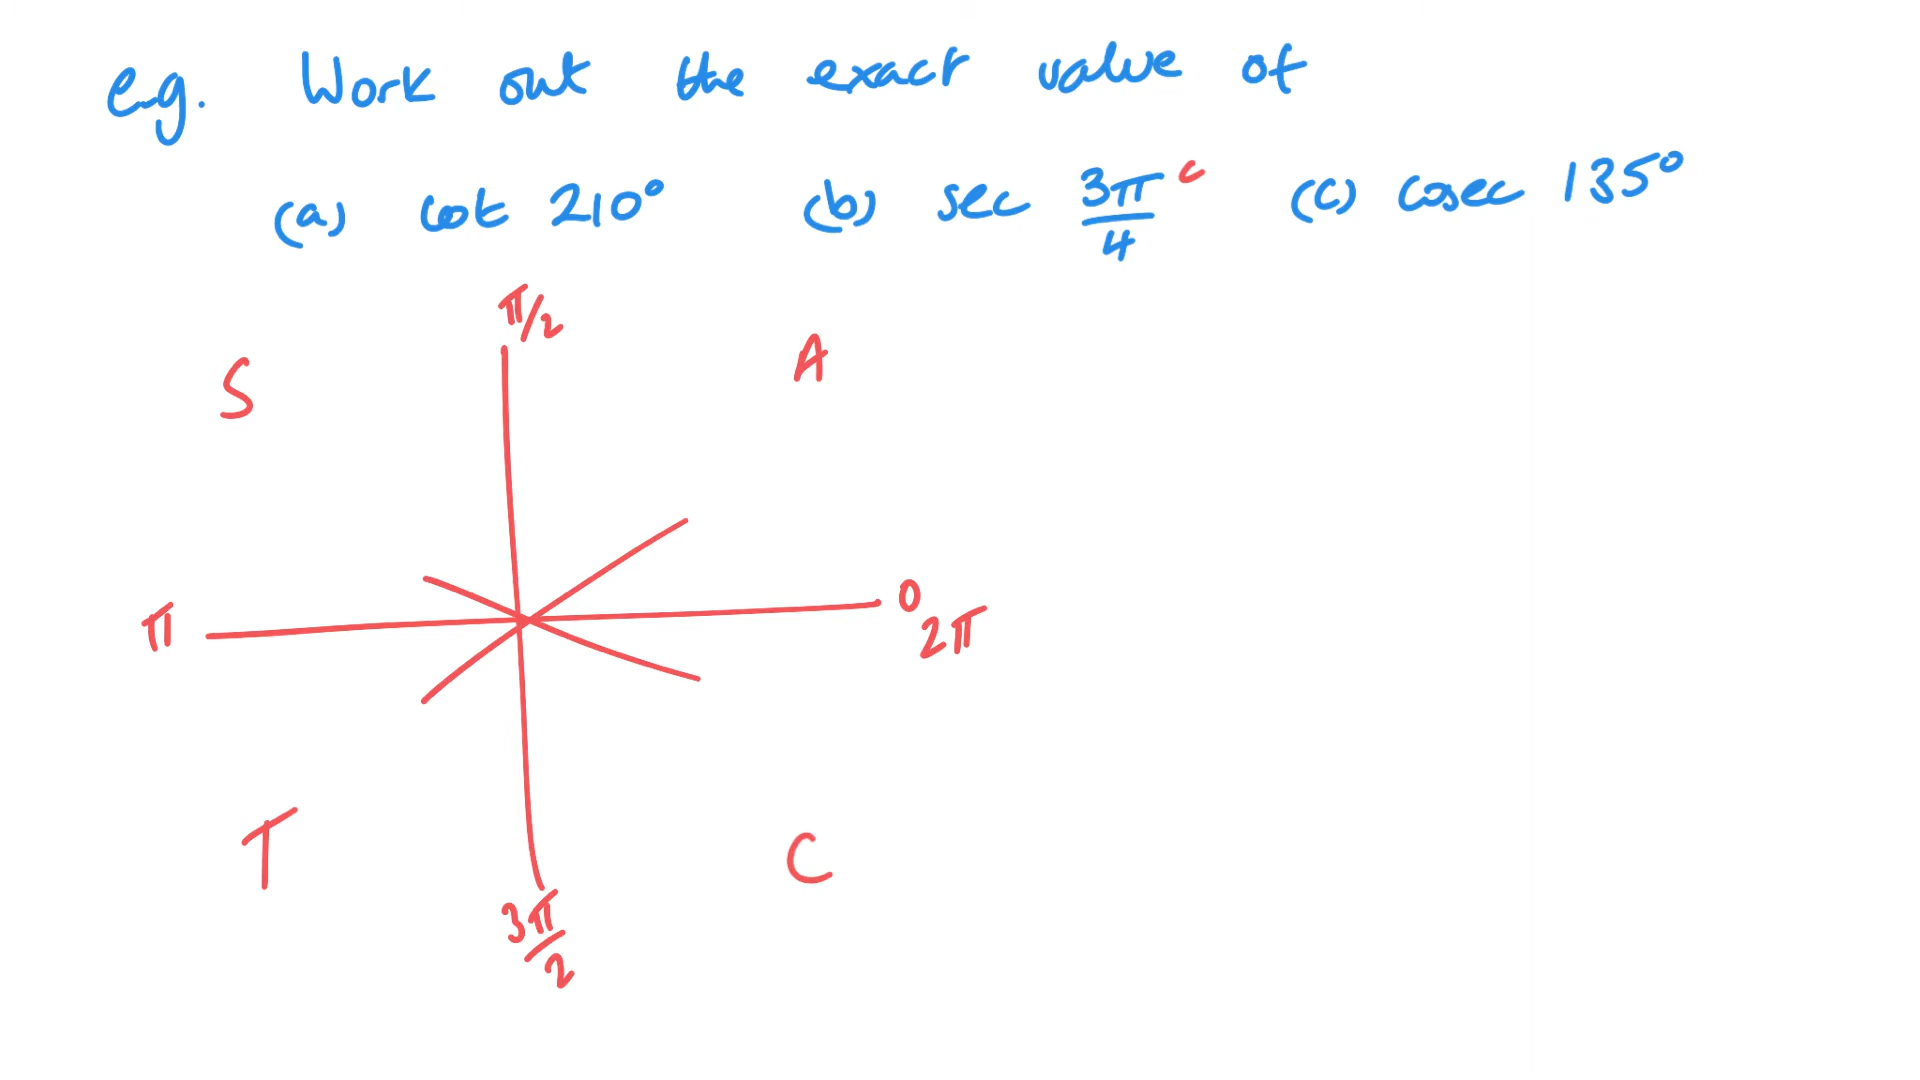 e.g. Work out the exact value of
(a) cot 210° (b) sec 3π/4 ᶜ (c) cosec 135°
π/2
S A
π 0
2π
T C
3π/2